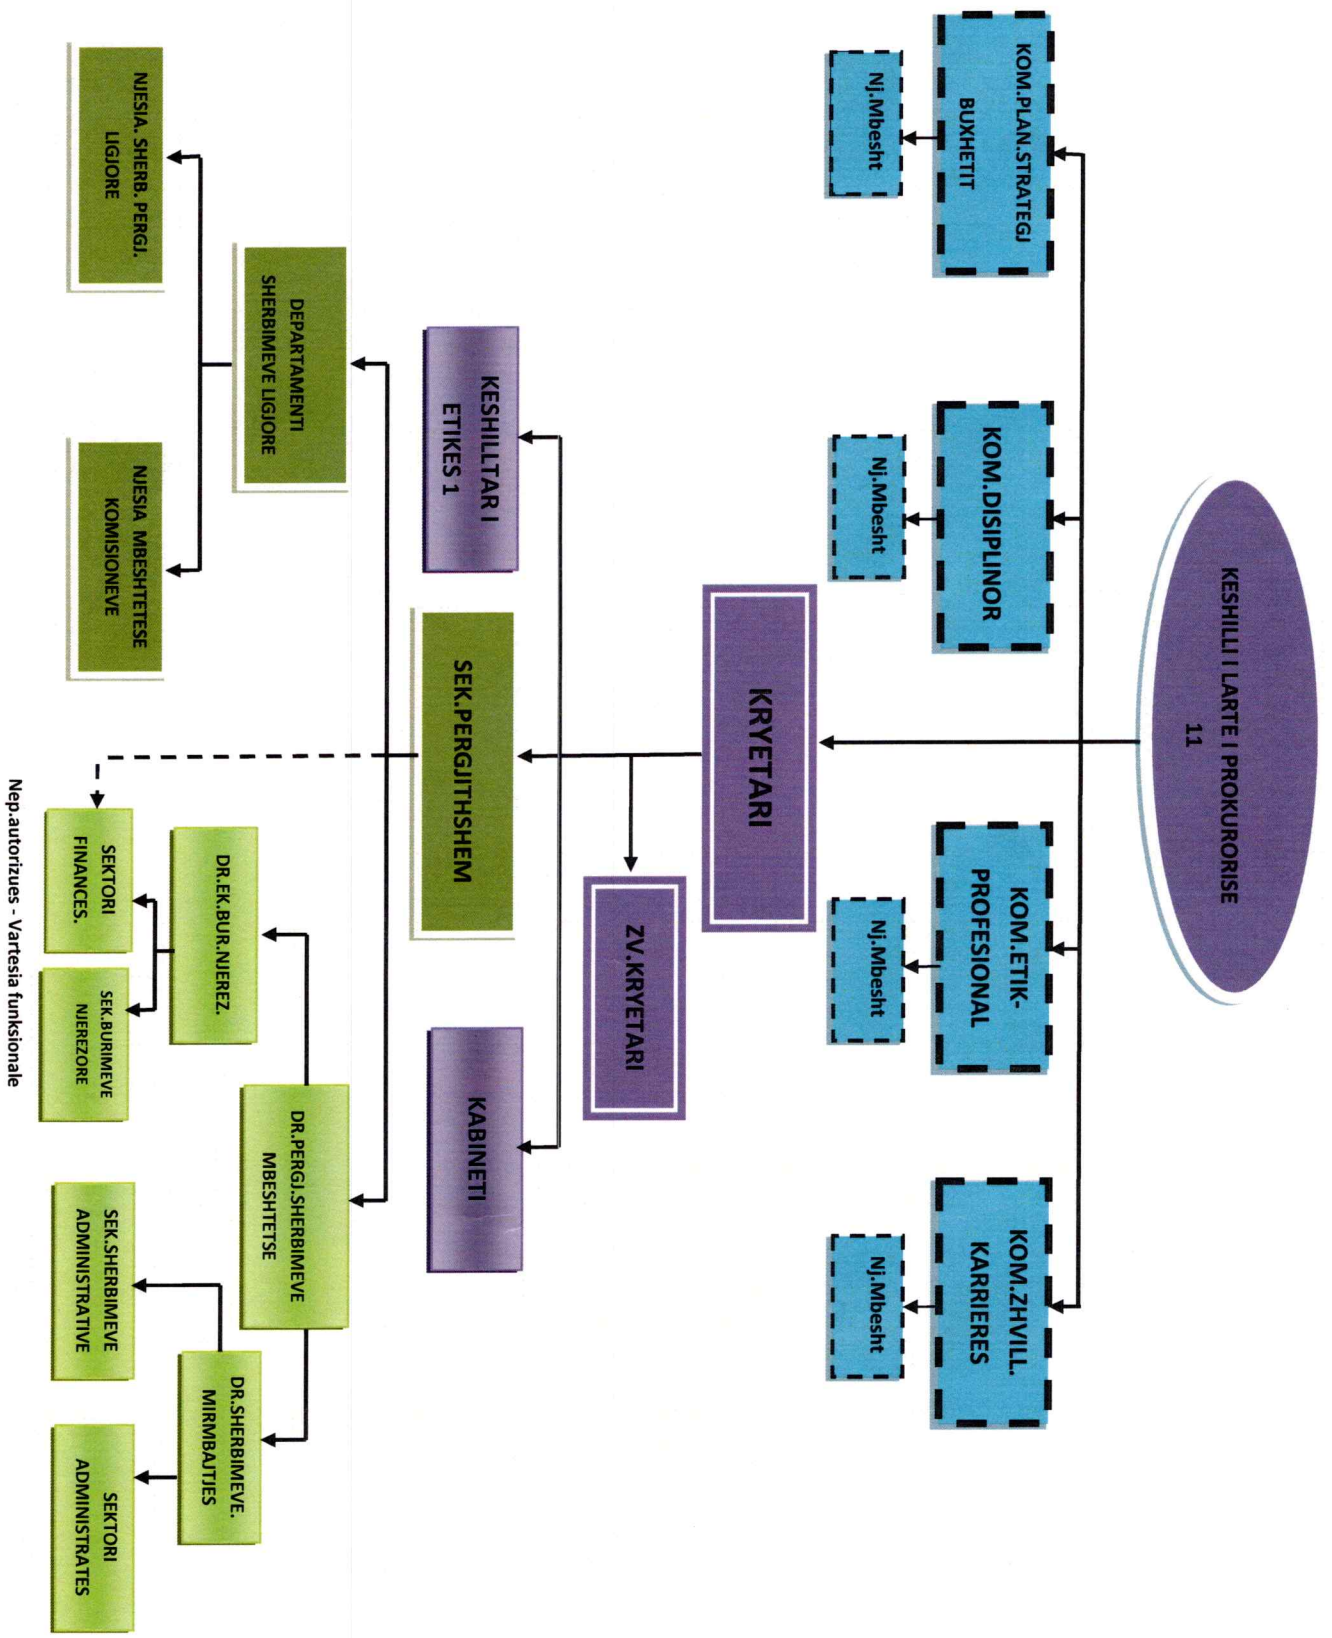 KESHILLI I LARTE I PROKURORISE
11
KOM.PLAN.STRATEGJ
BUXHETIT
KOM.DISIPLINOR
KOM.ETIK-
PROFESIONAL
KOM.ZHVILL.
KARRIERES
Nj.Mbesht
Nj.Mbesht
Nj.Mbesht
Nj.Mbesht
KRYETARI
ZV.KRYETARI
KESHILLTAR I
ETIKES 1
SEK.PERGJITHSHEM
KABINETI
DEPARTAMENTI
SHERBIMEVE LIGJORE
DR.PERGJ.SHERBIMEVE
MBESHTETSE
NJESIA. SHERB. PERGJ.
LIGJORE
NJESIA MBESHTETESE
KOMISIONEVE
DR.EK.BUR.NJEREZ.
DR.SHERBIMEVE.
MIRMBAJTJES
SEKTORI
FINANCES.
SEK.BURIMEVE
NJEREZORE
SEK.SHERBIMEVE
ADMINISTRATIVE
SEKTORI
ADMINISTRATES
Nep.autorizues - Vartesia funksionale